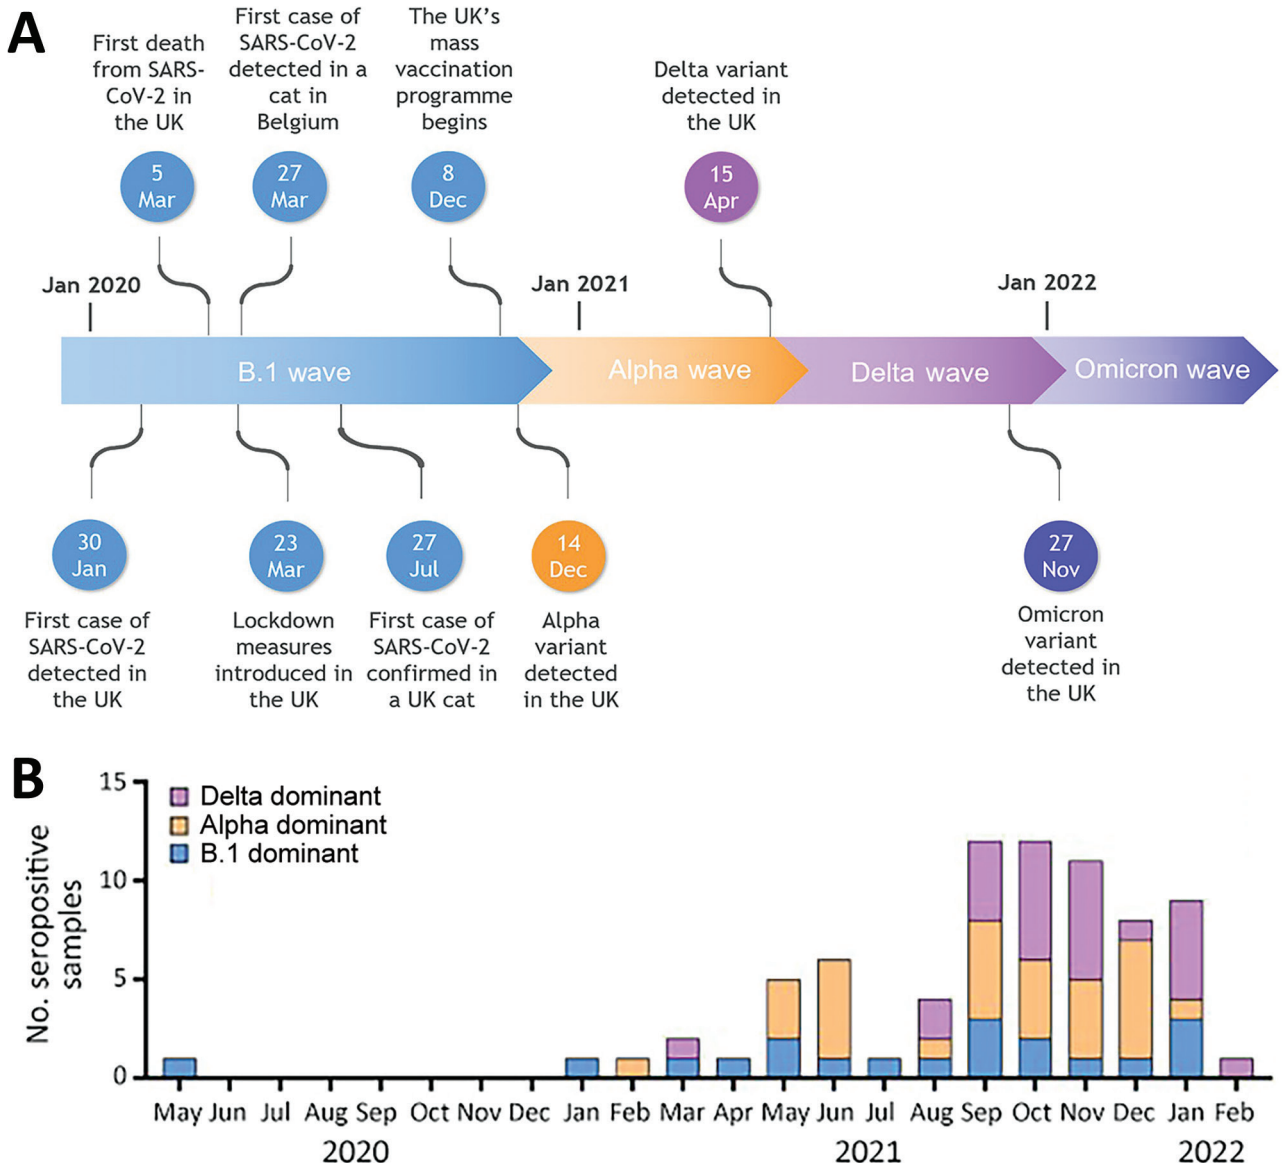 A
First death
from SARS-
CoV-2 in
the UK
First case of
SARS-CoV-2
detected in a
cat in
Belgium
The UK’s
mass
vaccination
programme
begins
Delta variant
detected in
the UK
5
Mar
27
Mar
8
Dec
15
Apr
Jan 2020
Jan 2021
Jan 2022
B.1 wave
Alpha wave
Delta wave
Omicron wave
30
Jan
23
Mar
27
Jul
14
Dec
27
Nov
First case of
SARS-CoV-2
detected in
the UK
Lockdown
measures
introduced in
the UK
First case of
SARS-CoV-2
confirmed in
a UK cat
Alpha
variant
detected
in the UK
Omicron
variant
detected in
the UK
B
No. seropositive
samples
15
10
5
0
Delta dominant
Alpha dominant
B.1 dominant
May Jun Jul Aug Sep Oct Nov Dec Jan Feb Mar Apr May Jun Jul Aug Sep Oct Nov Dec Jan Feb
2020 2021 2022